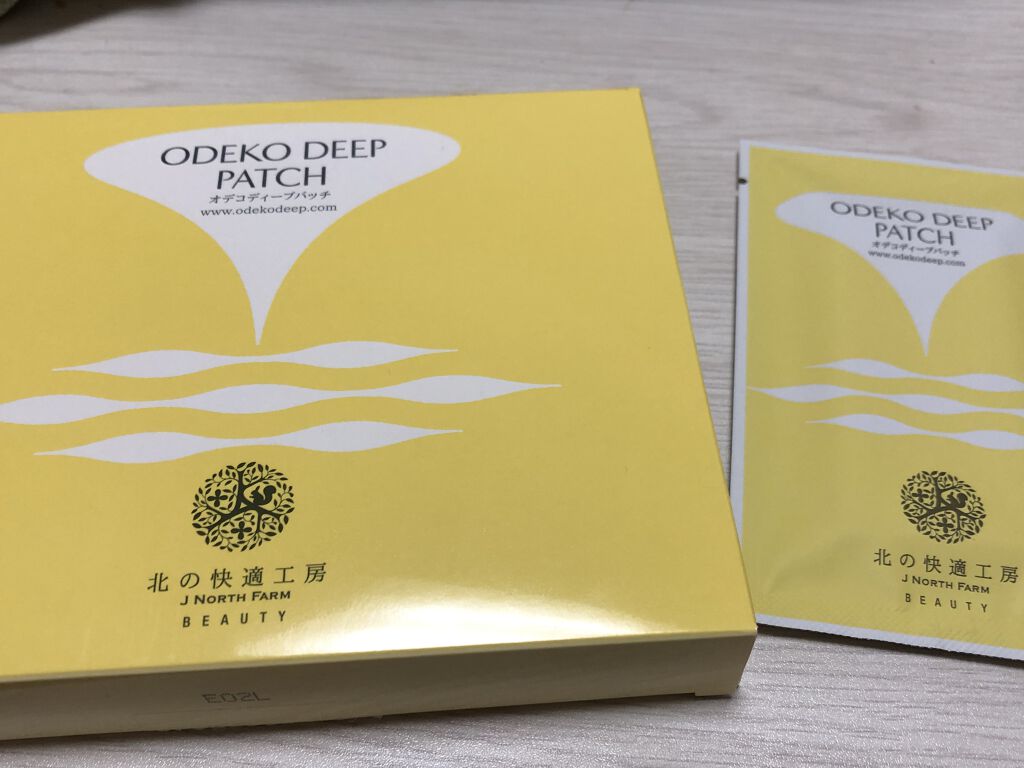 ODEKO DEEP
PATCH
オデコディープパッチ
www.odekodeep.com
北の快適工房
J NORTH FARM
BEAUTY
E02L
ODEKO DEEP
PATCH
オデコディープパッチ
www.odekodeep.com
北の快適工房
J NORTH FARM
BEAUTY